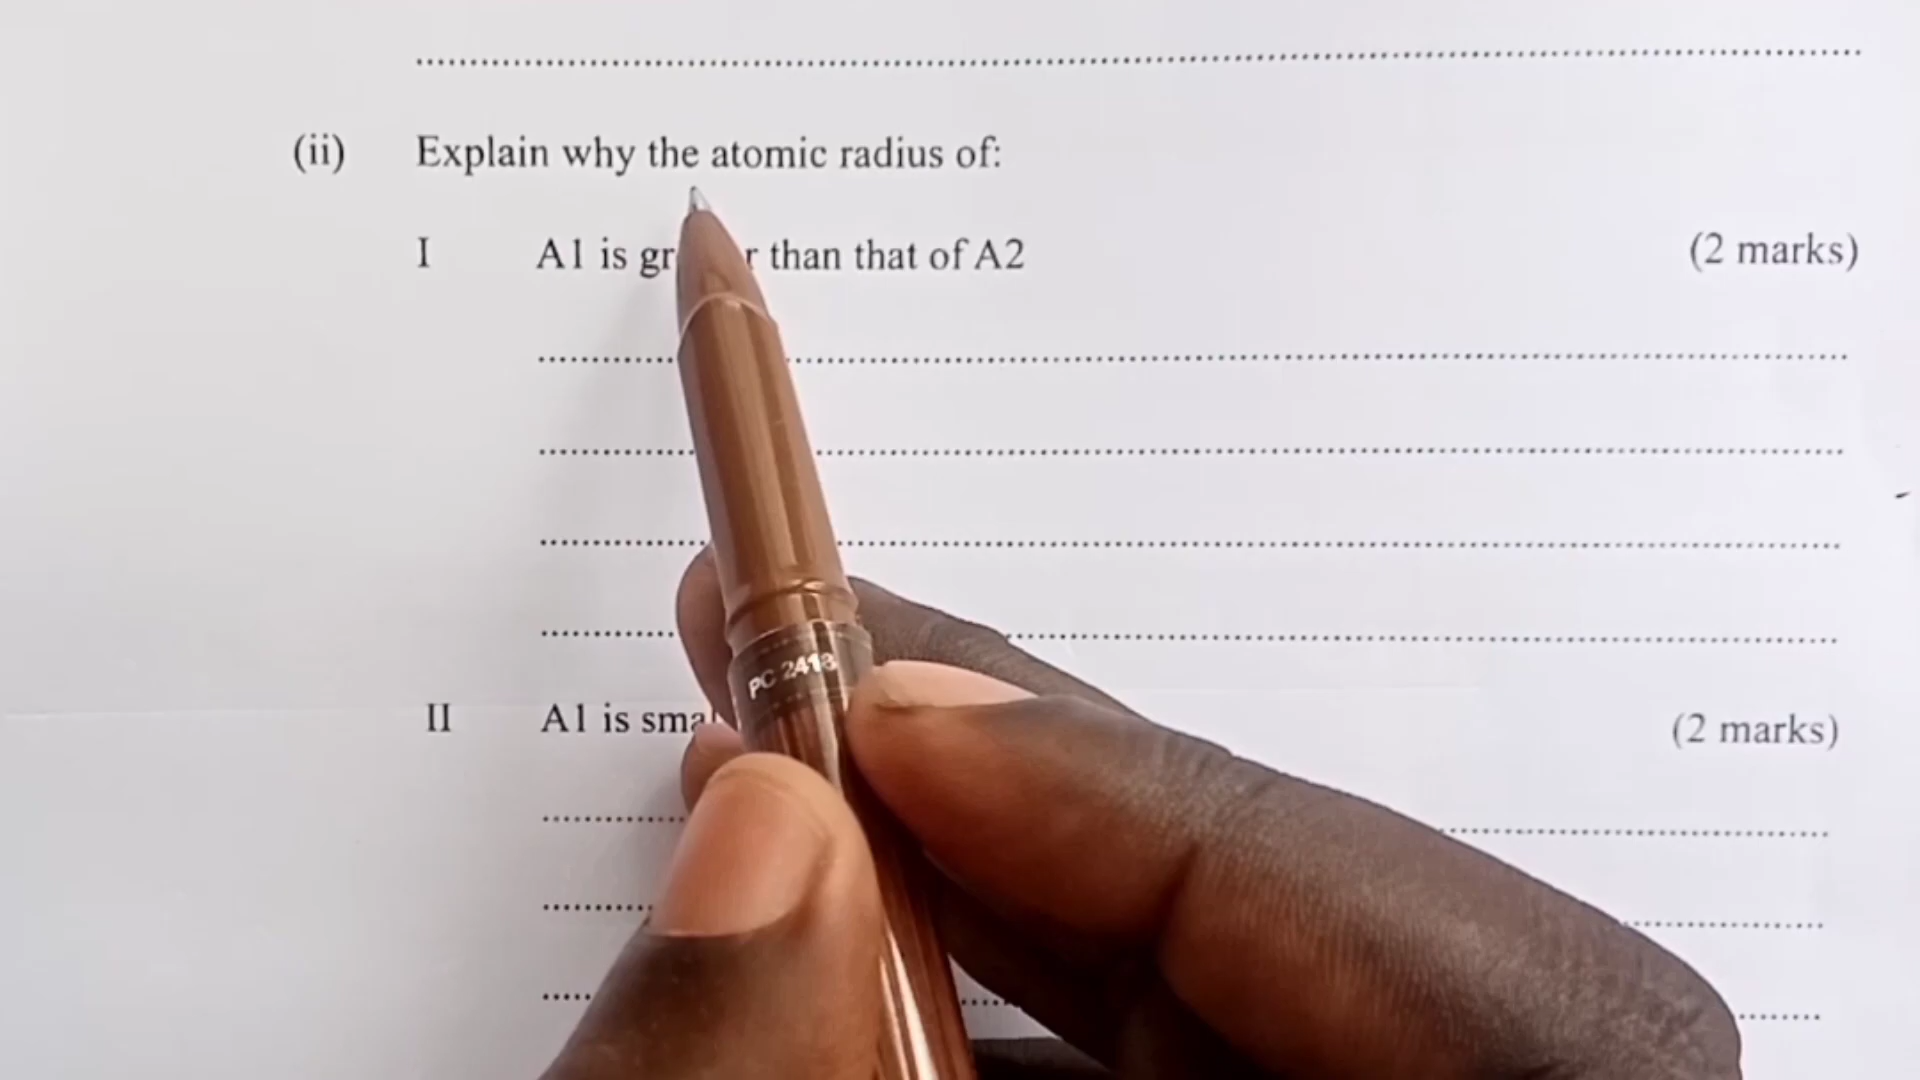 (ii) Explain why the atomic radius of:
I A1 is gr r than that of A2 (2 marks)
PC 2413
II A1 is sma (2 marks)